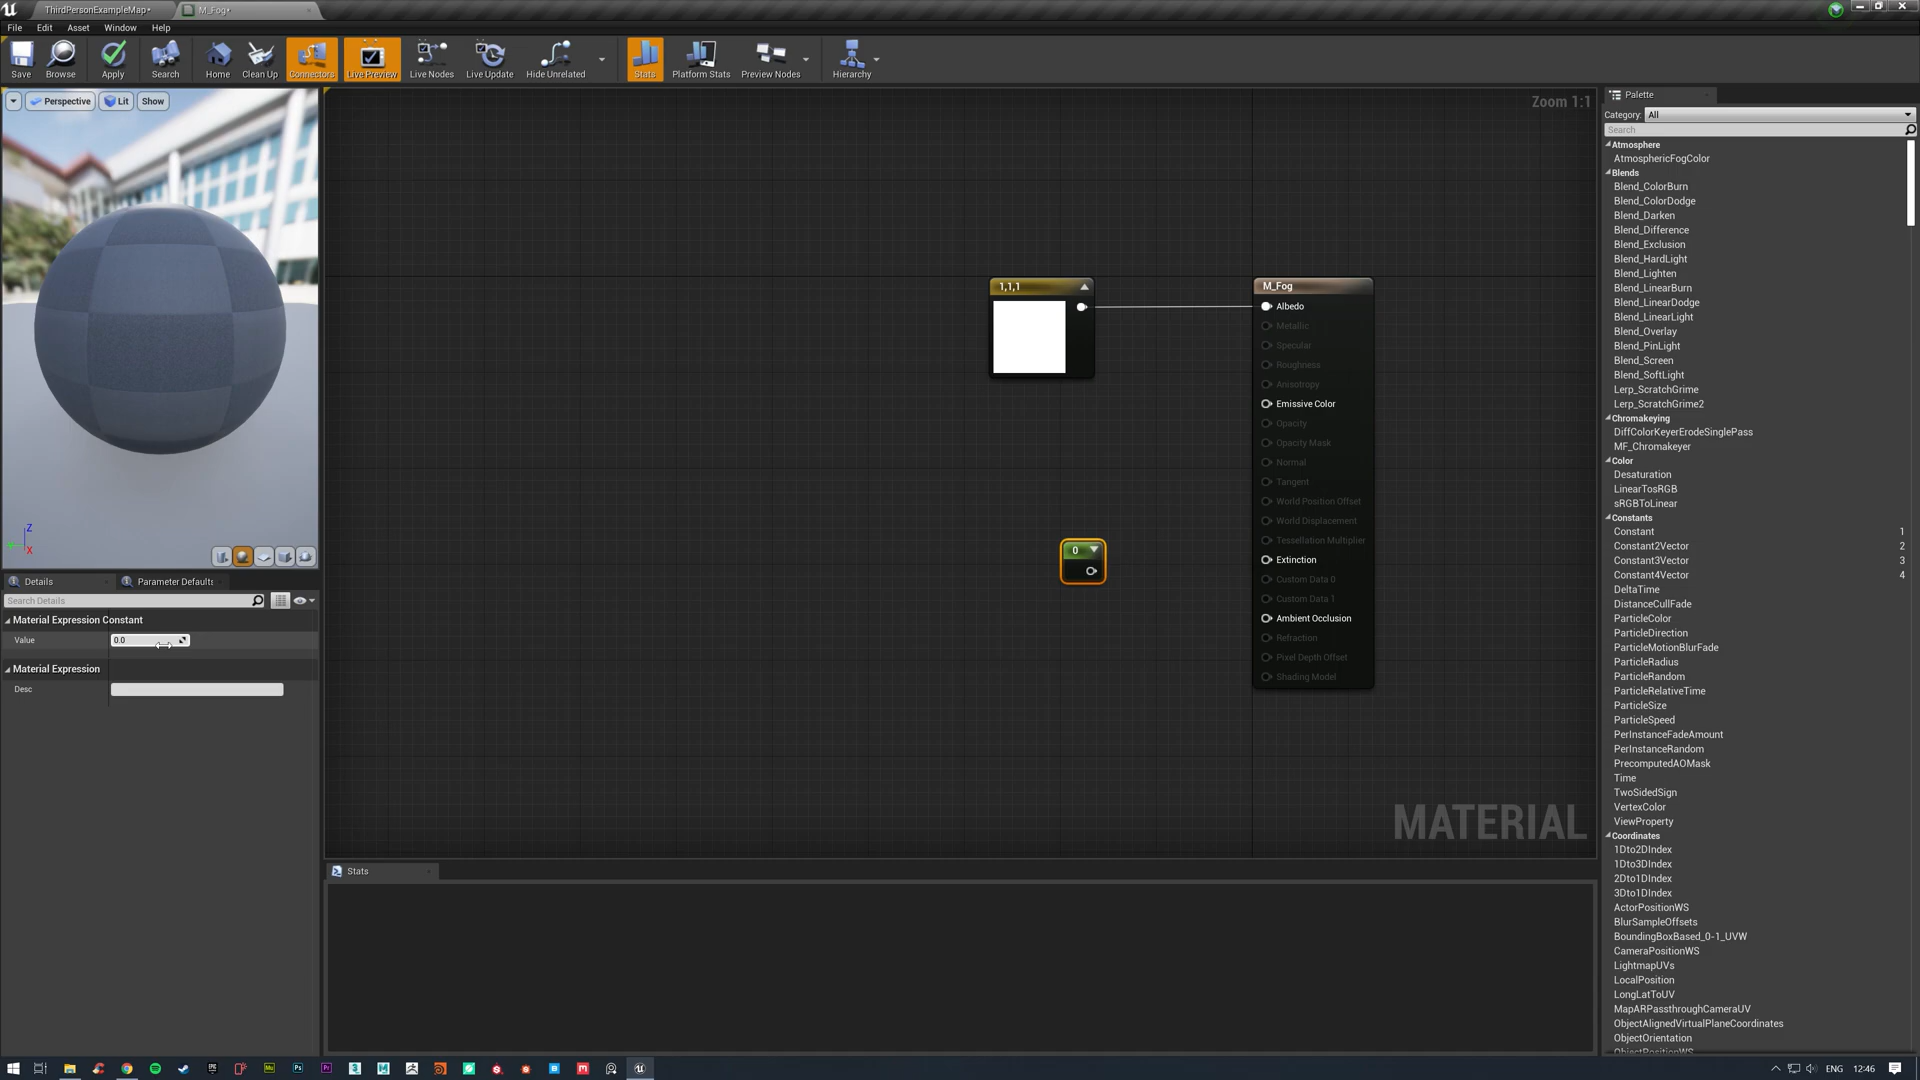 ThirdPersonExampleMap*
M_Fog*
File Edit Asset Window Help
Save Browse Apply Search Home Clean Up Connectors Live Preview Live Nodes Live Update Hide Unrelated Stats Platform Stats Preview Nodes Hierarchy
Perspective Lit Show
Z
X
Details Parameter Defaults
Search Details
Material Expression Constant
Value 0.0
Material Expression
Desc
Zoom 1:1
1,1,1
0
M_Fog
Albedo
Metallic
Specular
Roughness
Anisotropy
Emissive Color
Opacity
Opacity Mask
Normal
Tangent
World Position Offset
World Displacement
Tessellation Multiplier
Extinction
Custom Data 0
Custom Data 1
Ambient Occlusion
Refraction
Pixel Depth Offset
Shading Model
MATERIAL
Stats
Palette
Category: All
Search
Atmosphere
AtmosphericFogColor
Blends
Blend_ColorBurn
Blend_ColorDodge
Blend_Darken
Blend_Difference
Blend_Exclusion
Blend_HardLight
Blend_Lighten
Blend_LinearBurn
Blend_LinearDodge
Blend_LinearLight
Blend_Overlay
Blend_PinLight
Blend_Screen
Blend_SoftLight
Lerp_ScratchGrime
Lerp_ScratchGrime2
Chromakeying
DiffColorKeyerErodeSinglePass
MF_Chromakeyer
Color
Desaturation
LinearTosRGB
sRGBToLinear
Constants
Constant 1
Constant2Vector 2
Constant3Vector 3
Constant4Vector 4
DeltaTime
DistanceCullFade
ParticleColor
ParticleDirection
ParticleMotionBlurFade
ParticleRadius
ParticleRandom
ParticleRelativeTime
ParticleSize
ParticleSpeed
PerInstanceFadeAmount
PerInstanceRandom
PrecomputedAOMask
Time
TwoSidedSign
VertexColor
ViewProperty
Coordinates
1Dto2DIndex
1Dto3DIndex
2Dto1DIndex
3Dto1DIndex
ActorPositionWS
BlurSampleOffsets
BoundingBoxBased_0-1_UVW
CameraPositionWS
LightmapUVs
LocalPosition
LongLatToUV
MapARPassthroughCameraUV
ObjectAlignedVirtualPlaneCoordinates
ObjectOrientation
ObjectPositionWS
Mu Ps Pr
ENG 12:46